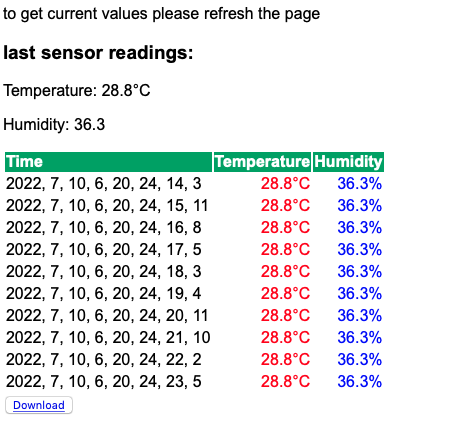 to get current values please refresh the page
last sensor readings:
Temperature: 28.8°C
Humidity: 36.3
Time Temperature Humidity
2022, 7, 10, 6, 20, 24, 14, 3 28.8°C 36.3%
2022, 7, 10, 6, 20, 24, 15, 11 28.8°C 36.3%
2022, 7, 10, 6, 20, 24, 16, 8 28.8°C 36.3%
2022, 7, 10, 6, 20, 24, 17, 5 28.8°C 36.3%
2022, 7, 10, 6, 20, 24, 18, 3 28.8°C 36.3%
2022, 7, 10, 6, 20, 24, 19, 4 28.8°C 36.3%
2022, 7, 10, 6, 20, 24, 20, 11 28.8°C 36.3%
2022, 7, 10, 6, 20, 24, 21, 10 28.8°C 36.3%
2022, 7, 10, 6, 20, 24, 22, 2 28.8°C 36.3%
2022, 7, 10, 6, 20, 24, 23, 5 28.8°C 36.3%
Download